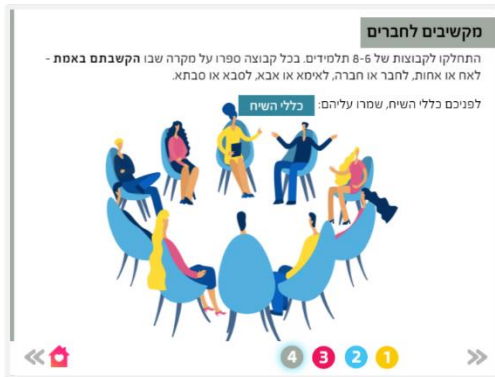 מקשיבים לחברים
התחלקו לקבוצות של 8-6 תלמידים. בכל קבוצה ספרו על מקרה שבו הקשבתם באמת -
לאח או אחות, לחבר או חברה, לאימא או אבא, לסבא או סבתא.
לפניכם כללי השיח, שמרו עליהם: כללי השיח
1 2 3 4